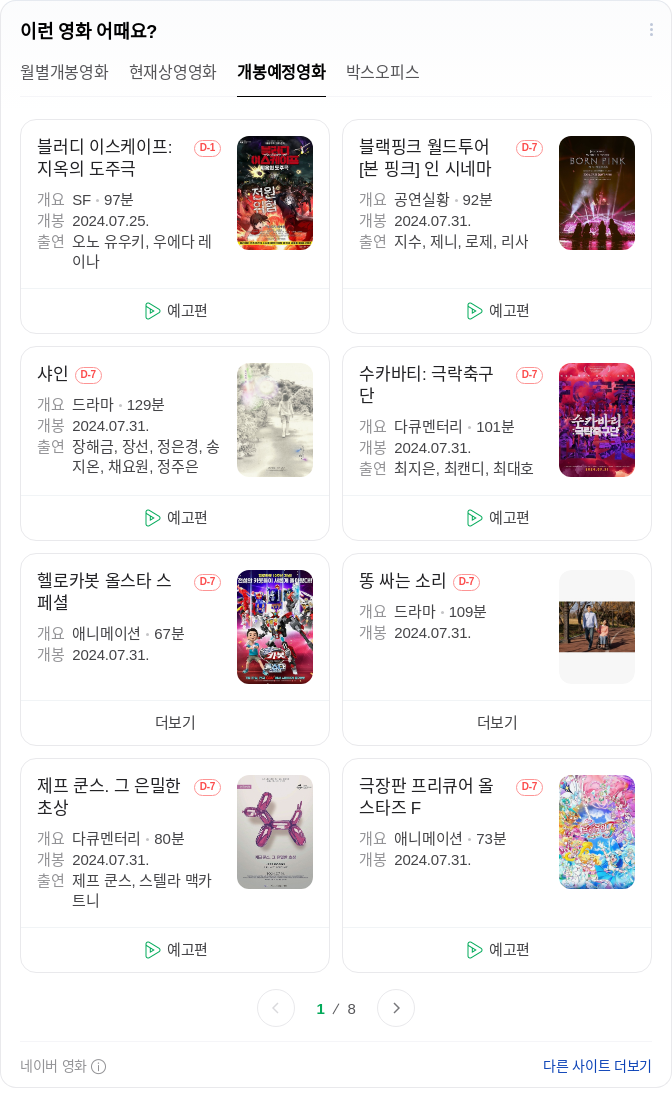 이런 영화 어때요?
월별개봉영화 현재상영영화 개봉예정영화 박스오피스
블러디 이스케이프: D-1
지옥의 도주극
개요 SF · 97분
개봉 2024.07.25.
출연 오노 유우키, 우에다 레
이나
예고편
블랙핑크 월드투어 D-7
[본 핑크] 인 시네마
개요 공연실황 · 92분
개봉 2024.07.31.
출연 지수, 제니, 로제, 리사
BORN PINK
예고편
샤인 D-7
개요 드라마 · 129분
개봉 2024.07.31.
출연 장해금, 장선, 정은경, 송
지온, 채요원, 정주은
예고편
수카바티: 극락축구 D-7
단
개요 다큐멘터리 · 101분
개봉 2024.07.31.
출연 최지은, 최캔디, 최대호
수카바티
극락축구단
예고편
헬로카봇 올스타 스 D-7
페셜
개요 애니메이션 · 67분
개봉 2024.07.31.
카봇
더보기
똥 싸는 소리 D-7
개요 드라마 · 109분
개봉 2024.07.31.
더보기
제프 쿤스. 그 은밀한 D-7
초상
개요 다큐멘터리 · 80분
개봉 2024.07.31.
출연 제프 쿤스, 스텔라 맥카
트니
예고편
극장판 프리큐어 올 D-7
스타즈 F
개요 애니메이션 · 73분
개봉 2024.07.31.
예고편
1 / 8
네이버 영화
다른 사이트 더보기